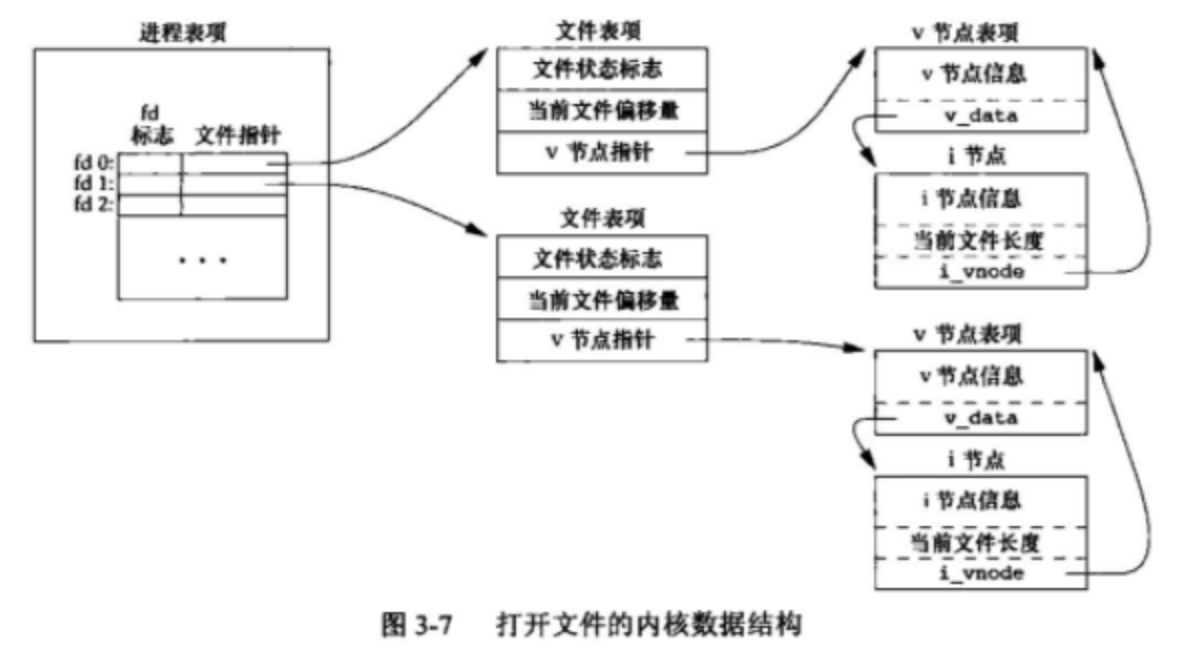 进程表项
fd
标志 文件指针
fd 0:
fd 1:
fd 2:
...
文件表项
文件状态标志
当前文件偏移量
v 节点指针
文件表项
文件状态标志
当前文件偏移量
v 节点指针
v 节点表项
v 节点信息
v_data
i 节点
i 节点信息
当前文件长度
i_vnode
v 节点表项
v 节点信息
v_data
i 节点
i 节点信息
当前文件长度
i_vnode
图 3-7 打开文件的内核数据结构